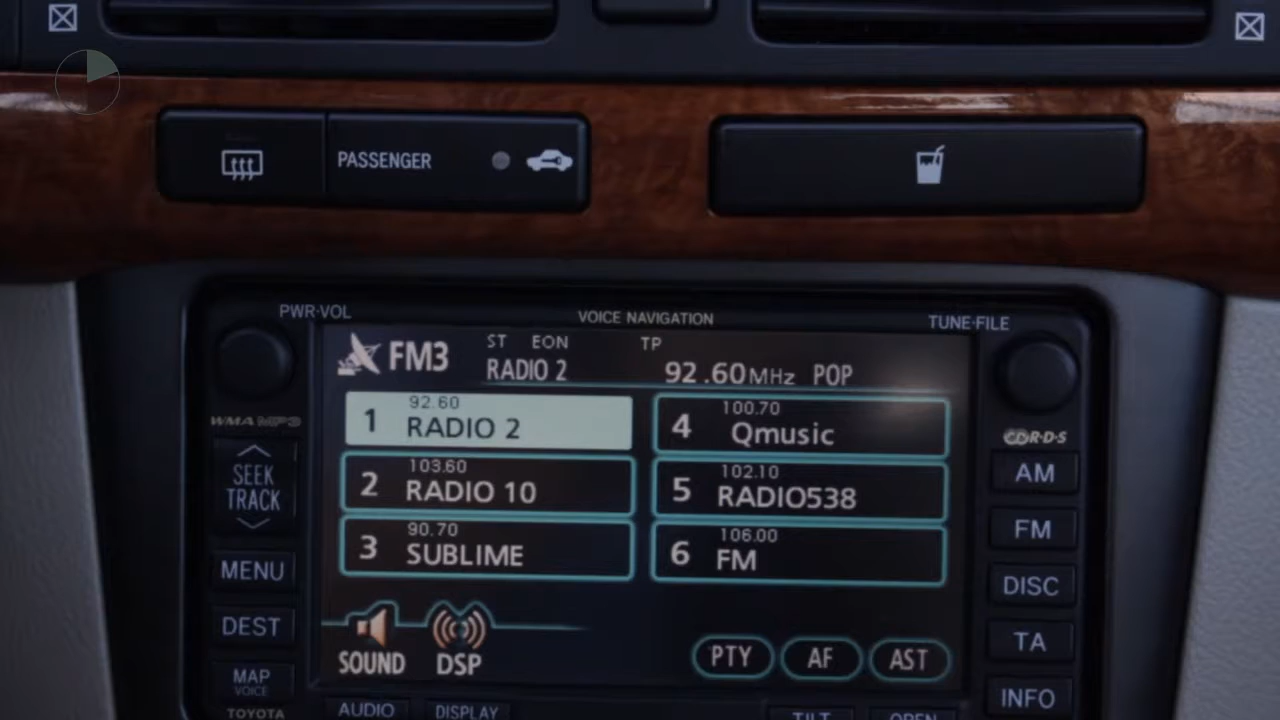 PASSENGER
PWR·VOL
VOICE NAVIGATION
TUNE·FILE
FM3
ST EON TP
RADIO 2 92.60MHz POP
WMA MP3
SEEK
TRACK
MENU
DEST
MAP
VOICE
TOYOTA
1 92.60
RADIO 2
2 103.60
RADIO 10
3 90.70
SUBLIME
4 100.70
Qmusic
5 102.10
RADIO538
6 106.00
FM
SOUND
DSP
PTY
AF
AST
CD R·D·S
AM
FM
DISC
TA
INFO
AUDIO
DISPLAY
TILT
OPEN